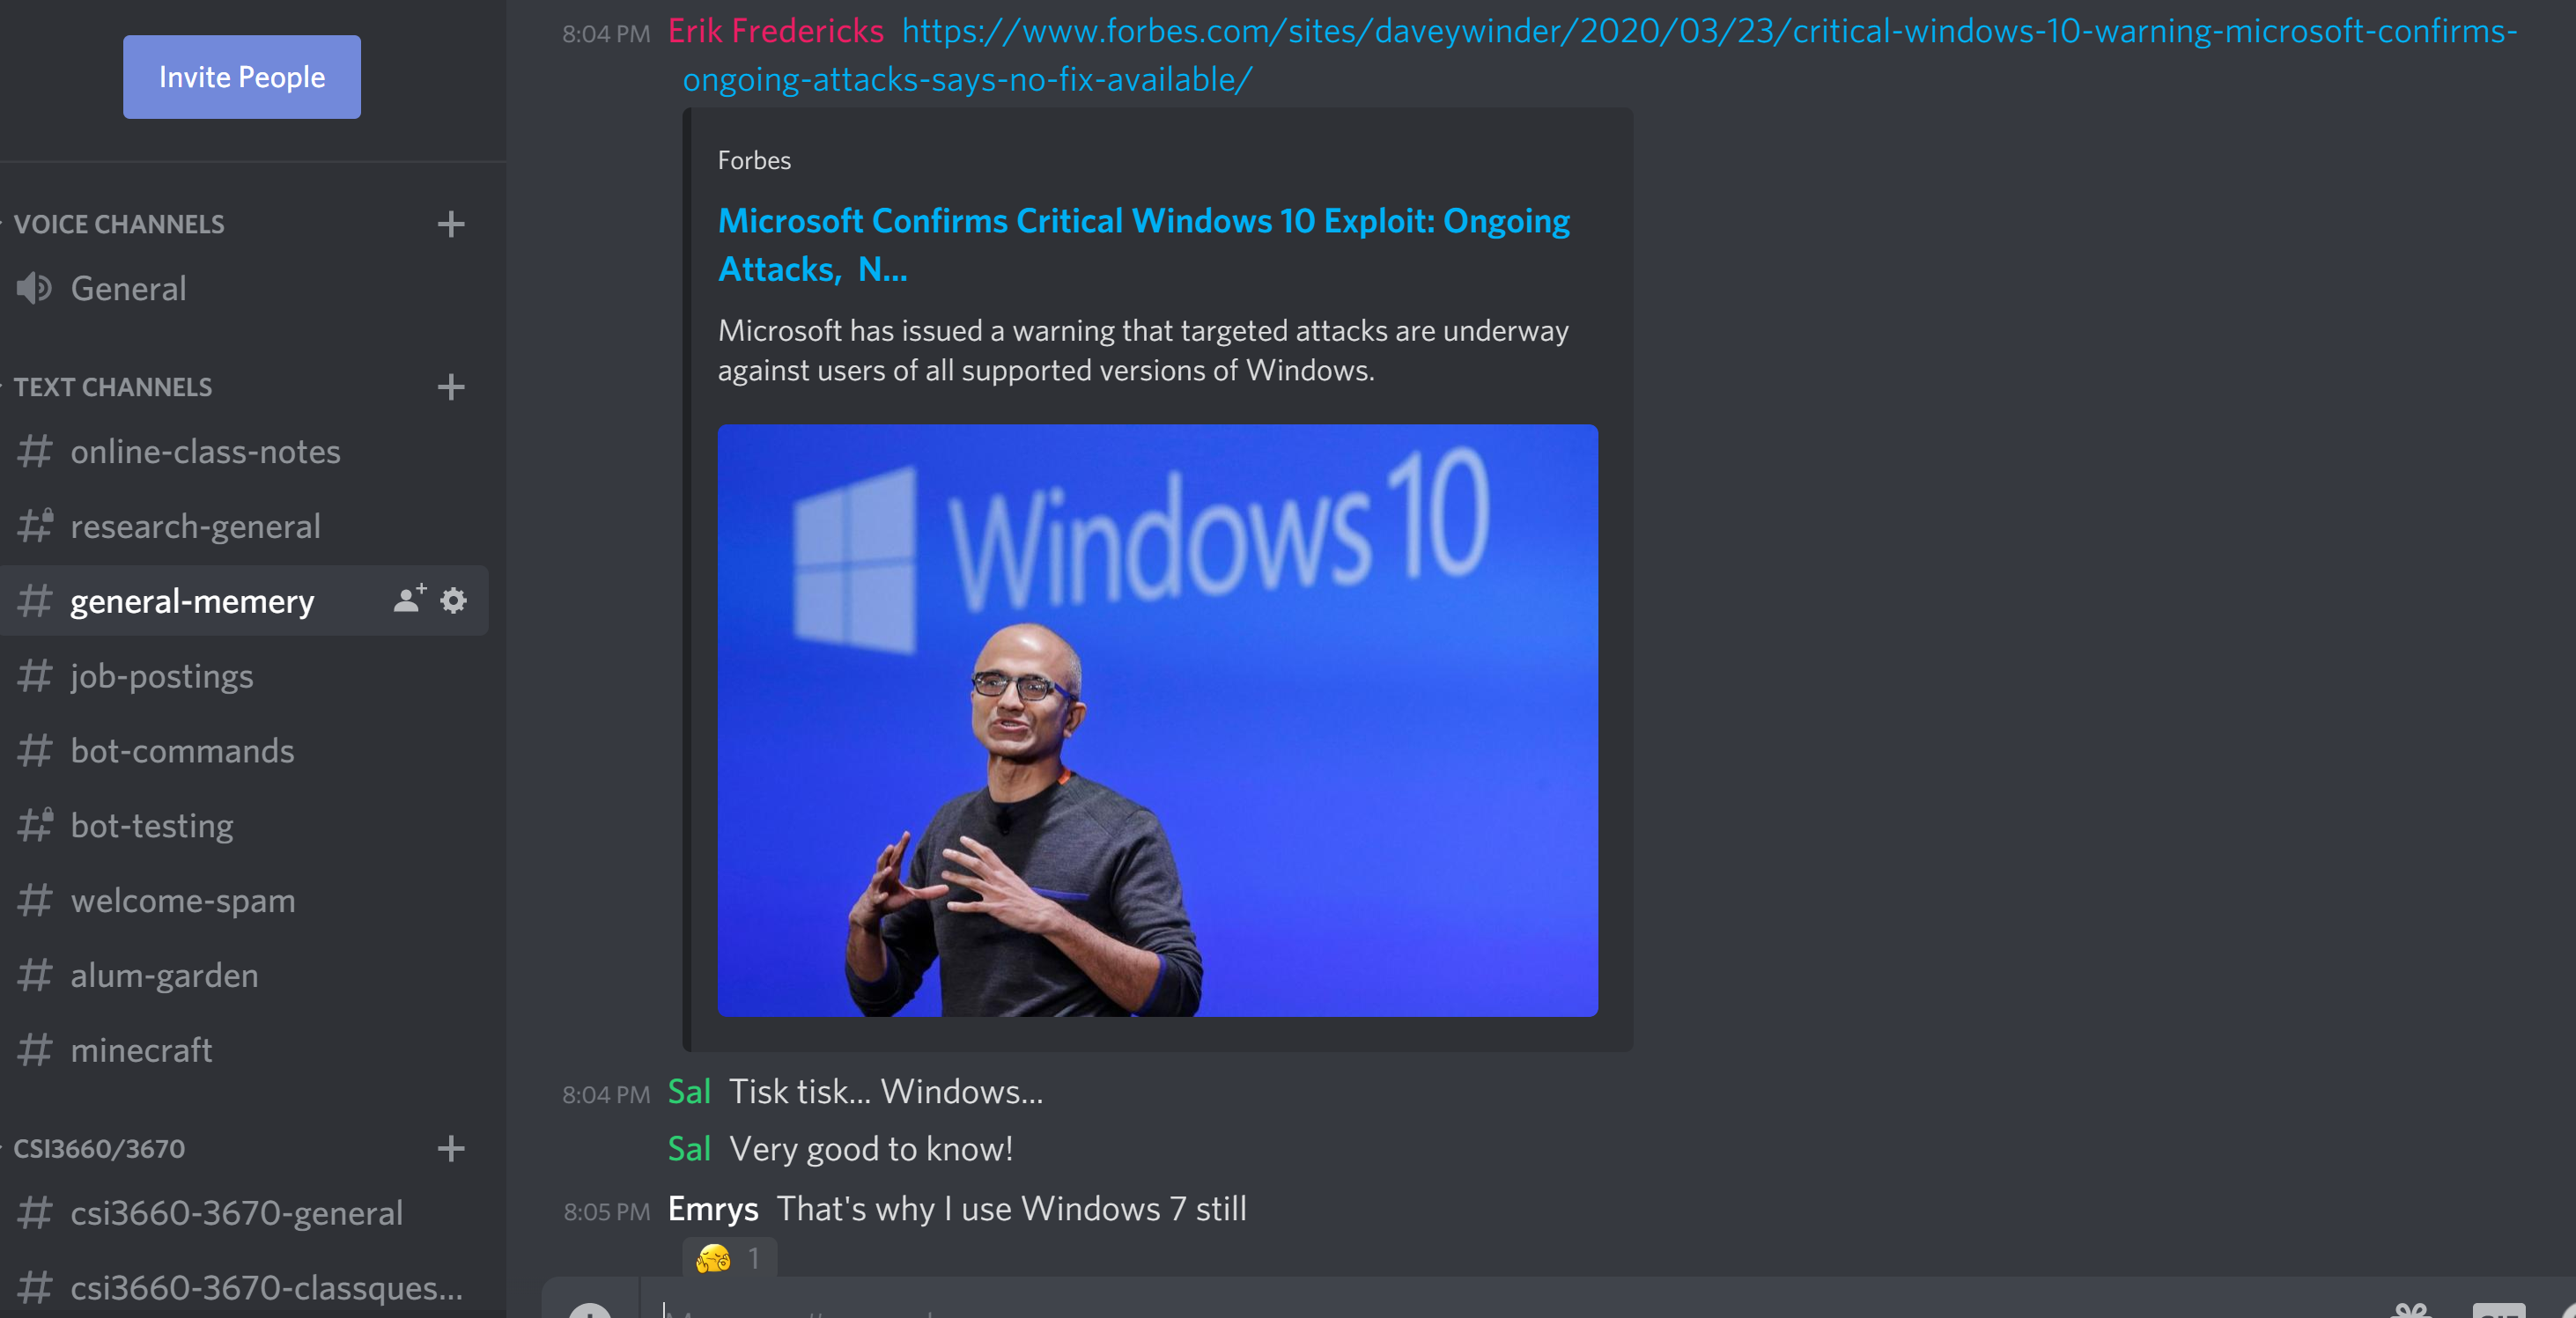 Invite People
VOICE CHANNELS
General
TEXT CHANNELS
online-class-notes
research-general
general-memery
job-postings
bot-commands
bot-testing
welcome-spam
alum-garden
minecraft
CSI3660/3670
csi3660-3670-general
csi3660-3670-classques...
8:04 PM Erik Fredericks https://www.forbes.com/sites/daveywinder/2020/03/23/critical-windows-10-warning-microsoft-confirms-
ongoing-attacks-says-no-fix-available/
Forbes
Microsoft Confirms Critical Windows 10 Exploit: Ongoing
Attacks, N...
Microsoft has issued a warning that targeted attacks are underway
against users of all supported versions of Windows.
Windows 10
8:04 PM Sal Tisk tisk... Windows...
Sal Very good to know!
8:05 PM Emrys That's why I use Windows 7 still
1